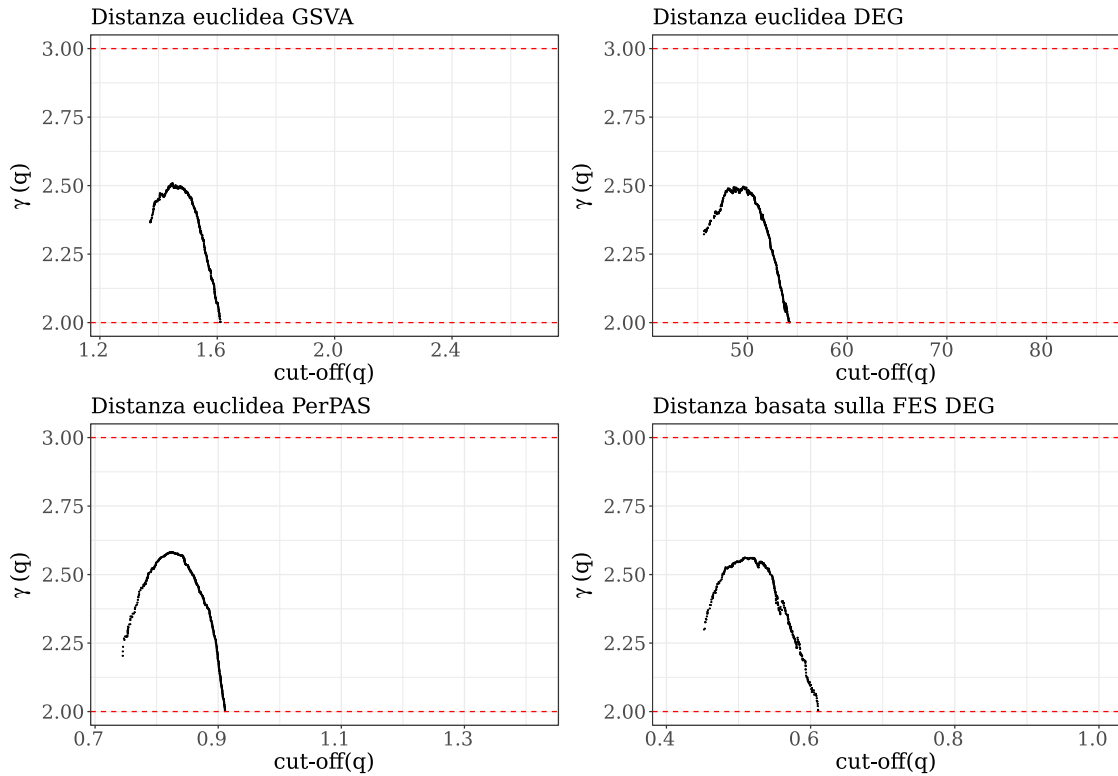 Distanza euclidea GSVA
3.00
2.75
2.50
2.25
2.00
γ (q)
1.2 1.6 2.0 2.4
cut-off(q)
Distanza euclidea DEG
3.00
2.75
2.50
2.25
2.00
γ (q)
50 60 70 80
cut-off(q)
Distanza euclidea PerPAS
3.00
2.75
2.50
2.25
2.00
γ (q)
0.7 0.9 1.1 1.3
cut-off(q)
Distanza basata sulla FES DEG
3.00
2.75
2.50
2.25
2.00
γ (q)
0.4 0.6 0.8 1.0
cut-off(q)